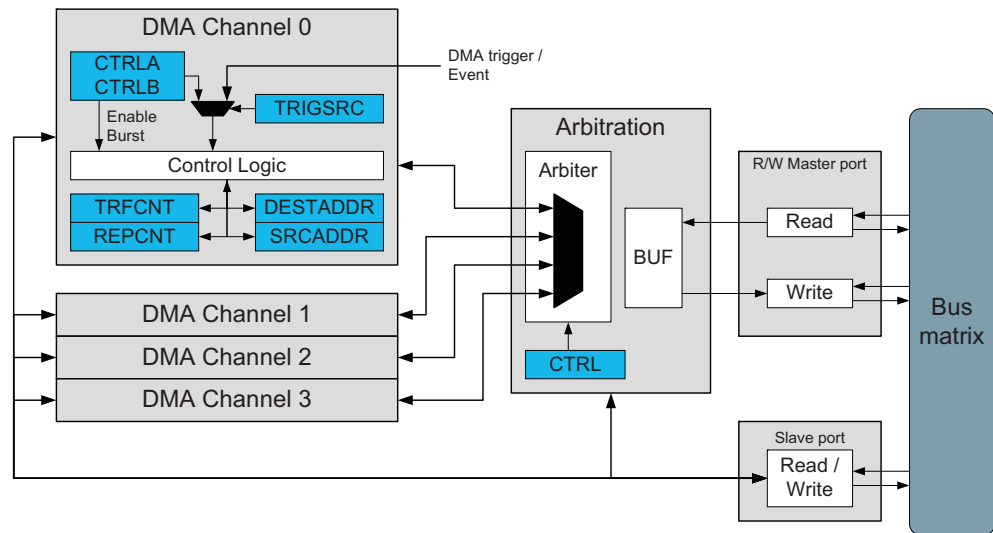 DMA Channel 0
CTRLA
CTRLB
DMA trigger /
Event
TRIGSRC
Enable
Burst
Control Logic
TRFCNT
DESTADDR
REPCNT
SRCADDR
DMA Channel 1
DMA Channel 2
DMA Channel 3
Arbitration
Arbiter
BUF
CTRL
R/W Master port
Read
Write
Bus
matrix
Slave port
Read /
Write